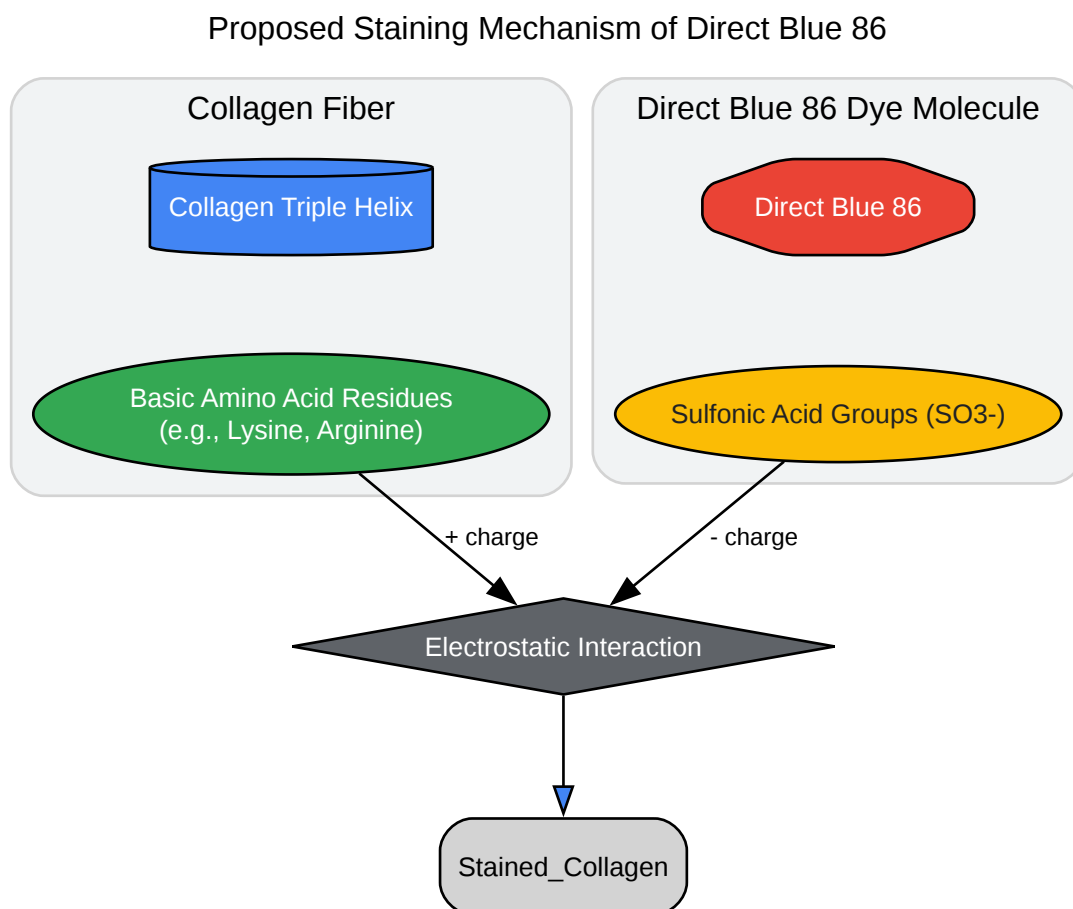 Proposed Staining Mechanism of Direct Blue 86
Collagen Fiber
Direct Blue 86 Dye Molecule
Collagen Triple Helix
Direct Blue 86
Basic Amino Acid Residues
(e.g., Lysine, Arginine)
Sulfonic Acid Groups (SO3-)
+ charge
- charge
Electrostatic Interaction
Stained_Collagen